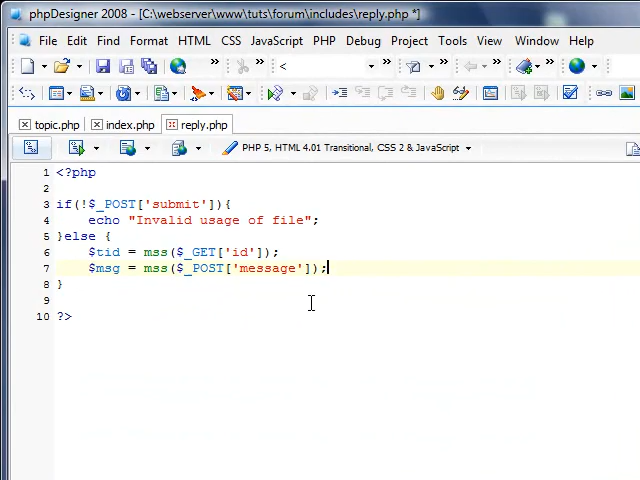 phpDesigner 2008 - [C:\webserver\www\tuts\forum\includes\reply.php *]
File Edit View Insert Find Format HTML CSS JavaScript PHP Debug Project Tools Window Help
topic.php index.php reply.php
PHP 5, HTML 4.01 Transitional, CSS 2 & JavaScript
1 <?php
2
3 if(!$_POST['submit']){
4 echo "Invalid usage of file";
5 }else {
6 $tid = mss($_GET['id']);
7 $msg = mss($_POST['message']);
8 }
9
10 ?>